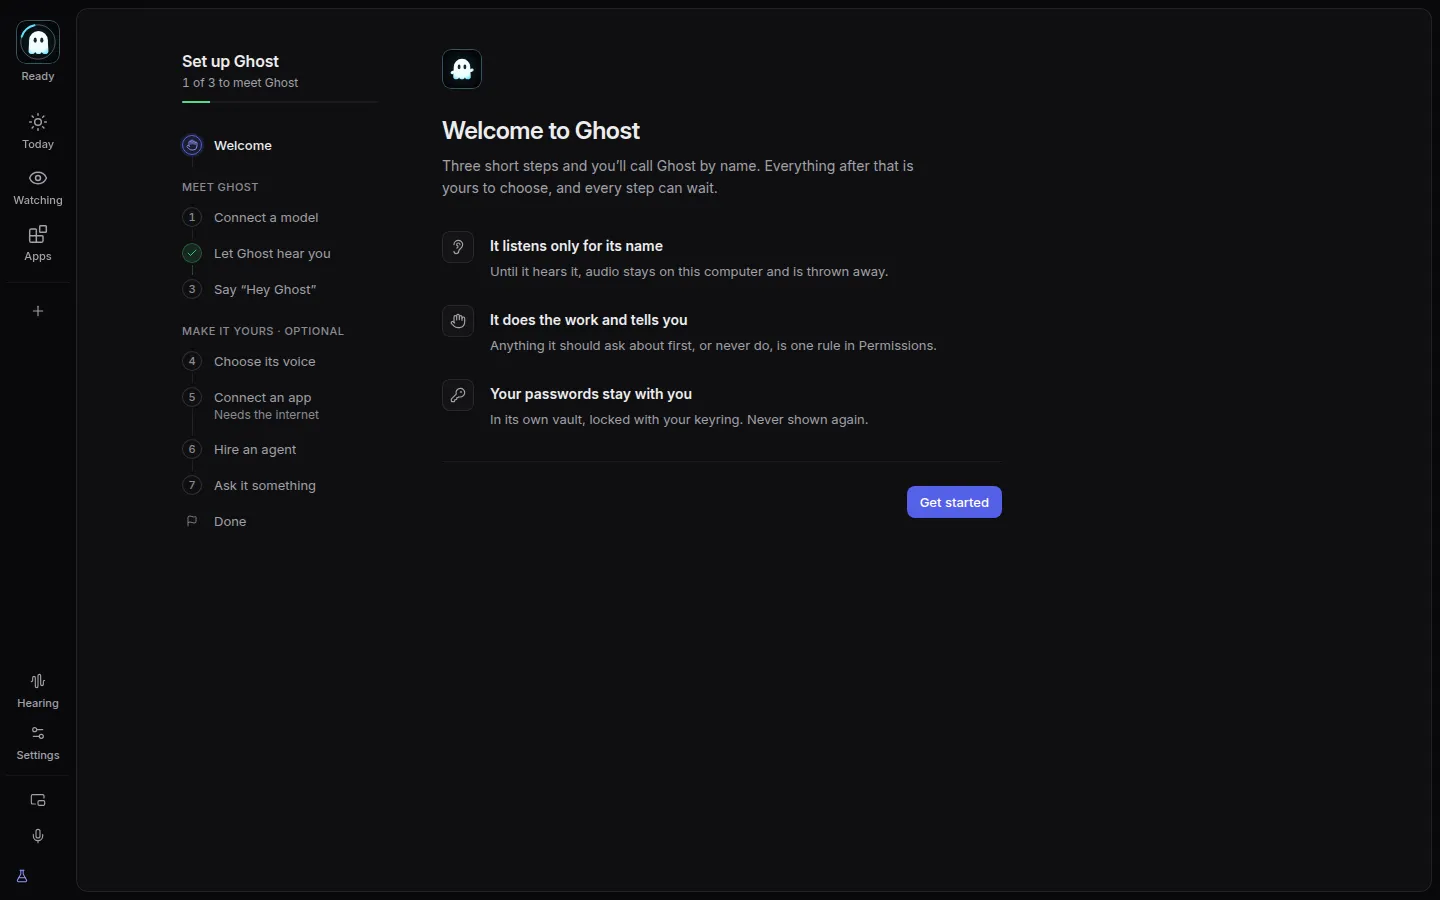 Ready
Today
Watching
Apps
Hearing
Settings
Set up Ghost
1 of 3 to meet Ghost
Welcome
MEET GHOST
1 Connect a model
Let Ghost hear you
3 Say “Hey Ghost”
MAKE IT YOURS · OPTIONAL
4 Choose its voice
5 Connect an app
Needs the internet
6 Hire an agent
7 Ask it something
Done
Welcome to Ghost
Three short steps and you’ll call Ghost by name. Everything after that is
yours to choose, and every step can wait.
It listens only for its name
Until it hears it, audio stays on this computer and is thrown away.
It does the work and tells you
Anything it should ask about first, or never do, is one rule in Permissions.
Your passwords stay with you
In its own vault, locked with your keyring. Never shown again.
Get started